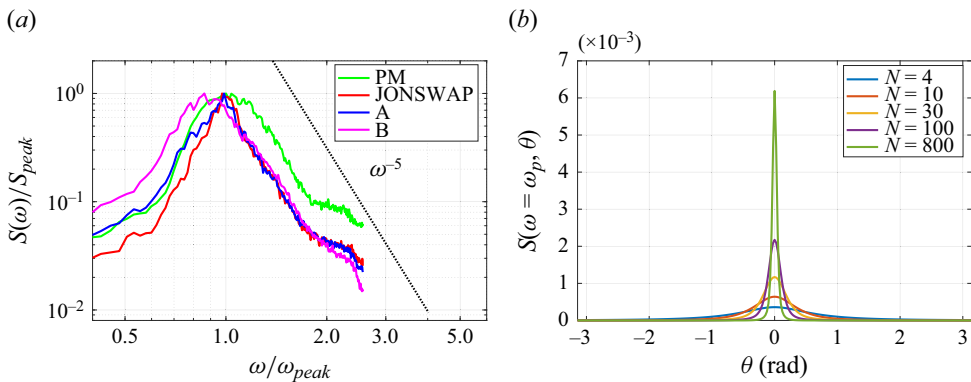 (a)
S(ω)/S_peak
10^0
10^−1
10^−2
PM
JONSWAP
A
B
ω^−5
0.5
1.0
2.0
3.0
5.0
ω/ω_peak
(b)
(×10^−3)
S(ω = ω_p, θ)
7
6
5
4
3
2
1
0
N = 4
N = 10
N = 30
N = 100
N = 800
−3
−2
−1
0
1
2
3
θ (rad)